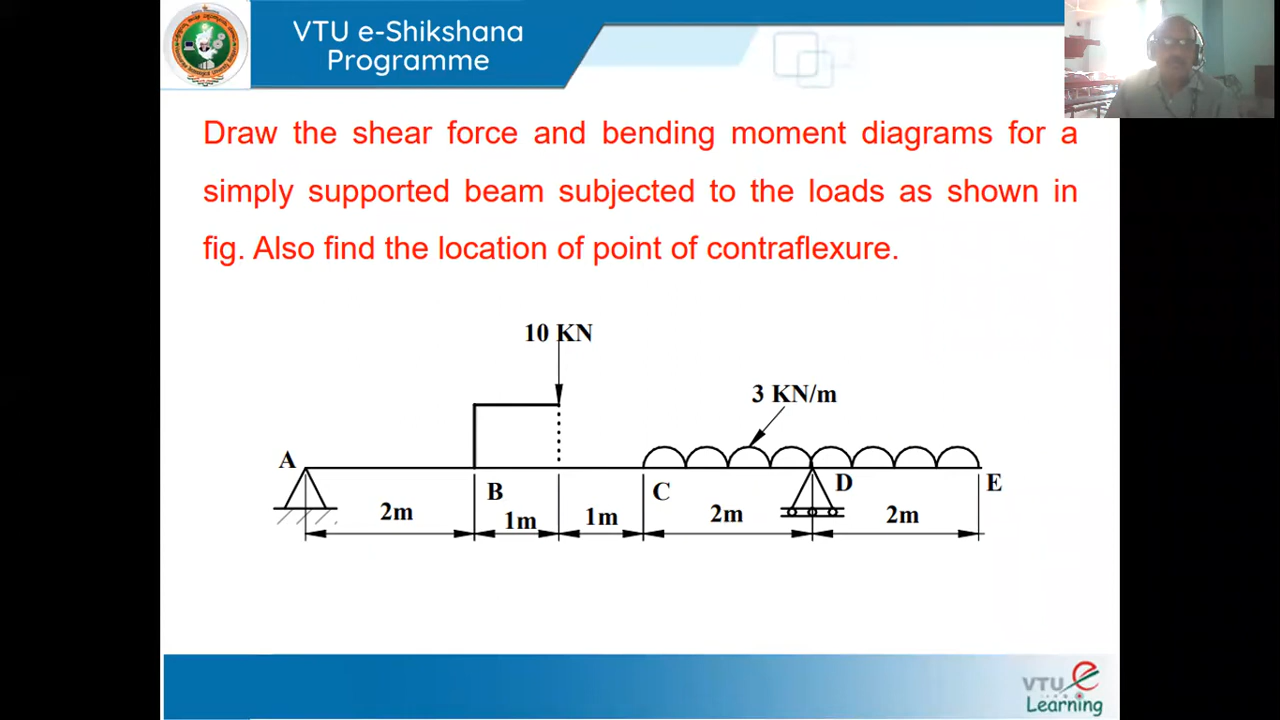 VTU e-Shikshana
Programme
Draw the shear force and bending moment diagrams for a
simply supported beam subjected to the loads as shown in
fig. Also find the location of point of contraflexure.
10 KN
3 KN/m
A
B
C
D
E
2m
1m
1m
2m
2m
VTU
Learning